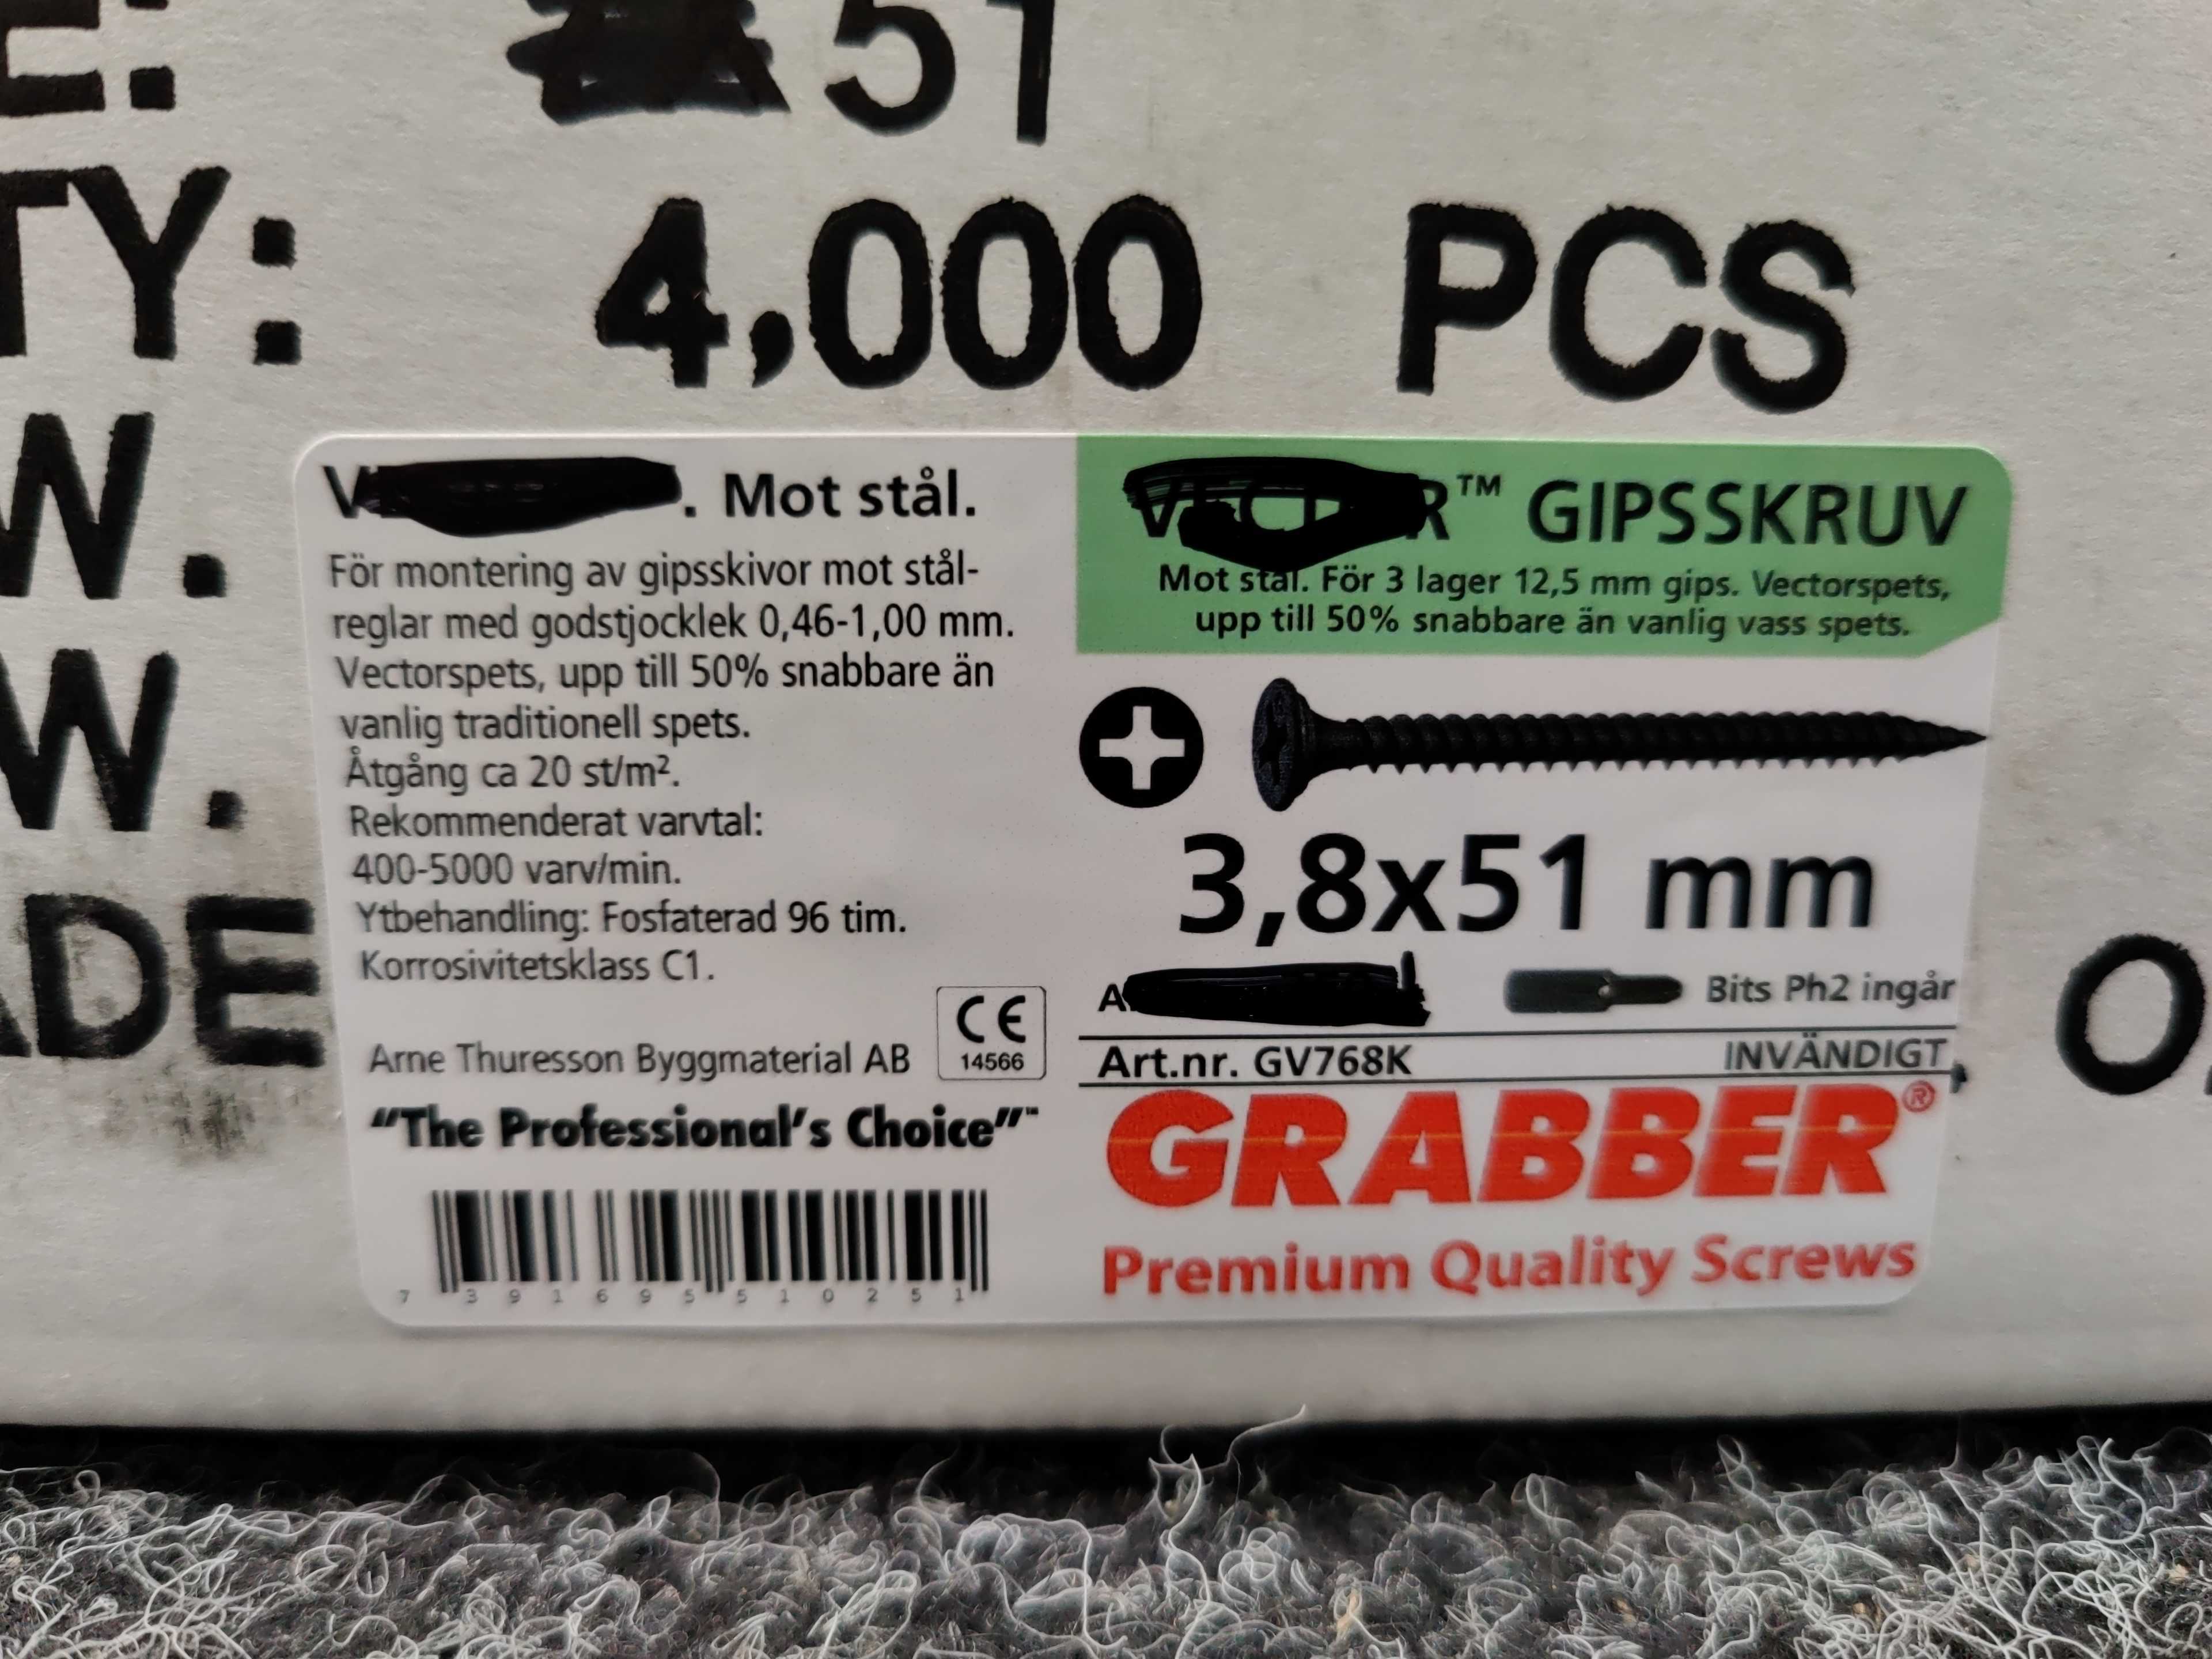 E: 51
TY: 4,000 PCS
W.
W.
ADE
. Mot stål.
För montering av gipsskivor mot stål-
reglar med godstjocklek 0,46-1,00 mm.
Vectorspets, upp till 50% snabbare än
vanlig traditionell spets.
Åtgång ca 20 st/m².
Rekommenderat varvtal:
400-5000 varv/min.
Ytbehandling: Fosfaterad 96 tim.
Korrosivitetsklass C1.
Arne Thuresson Byggmaterial AB
CE
14566
"The Professional's Choice"™
7 391695 510251
™ GIPSSKRUV
Mot stål. För 3 lager 12,5 mm gips. Vectorspets,
upp till 50% snabbare än vanlig vass spets.
3,8x51 mm
Bits Ph2 ingår
Art.nr. GV768K INVÄNDIGT
GRABBER®
Premium Quality Screws